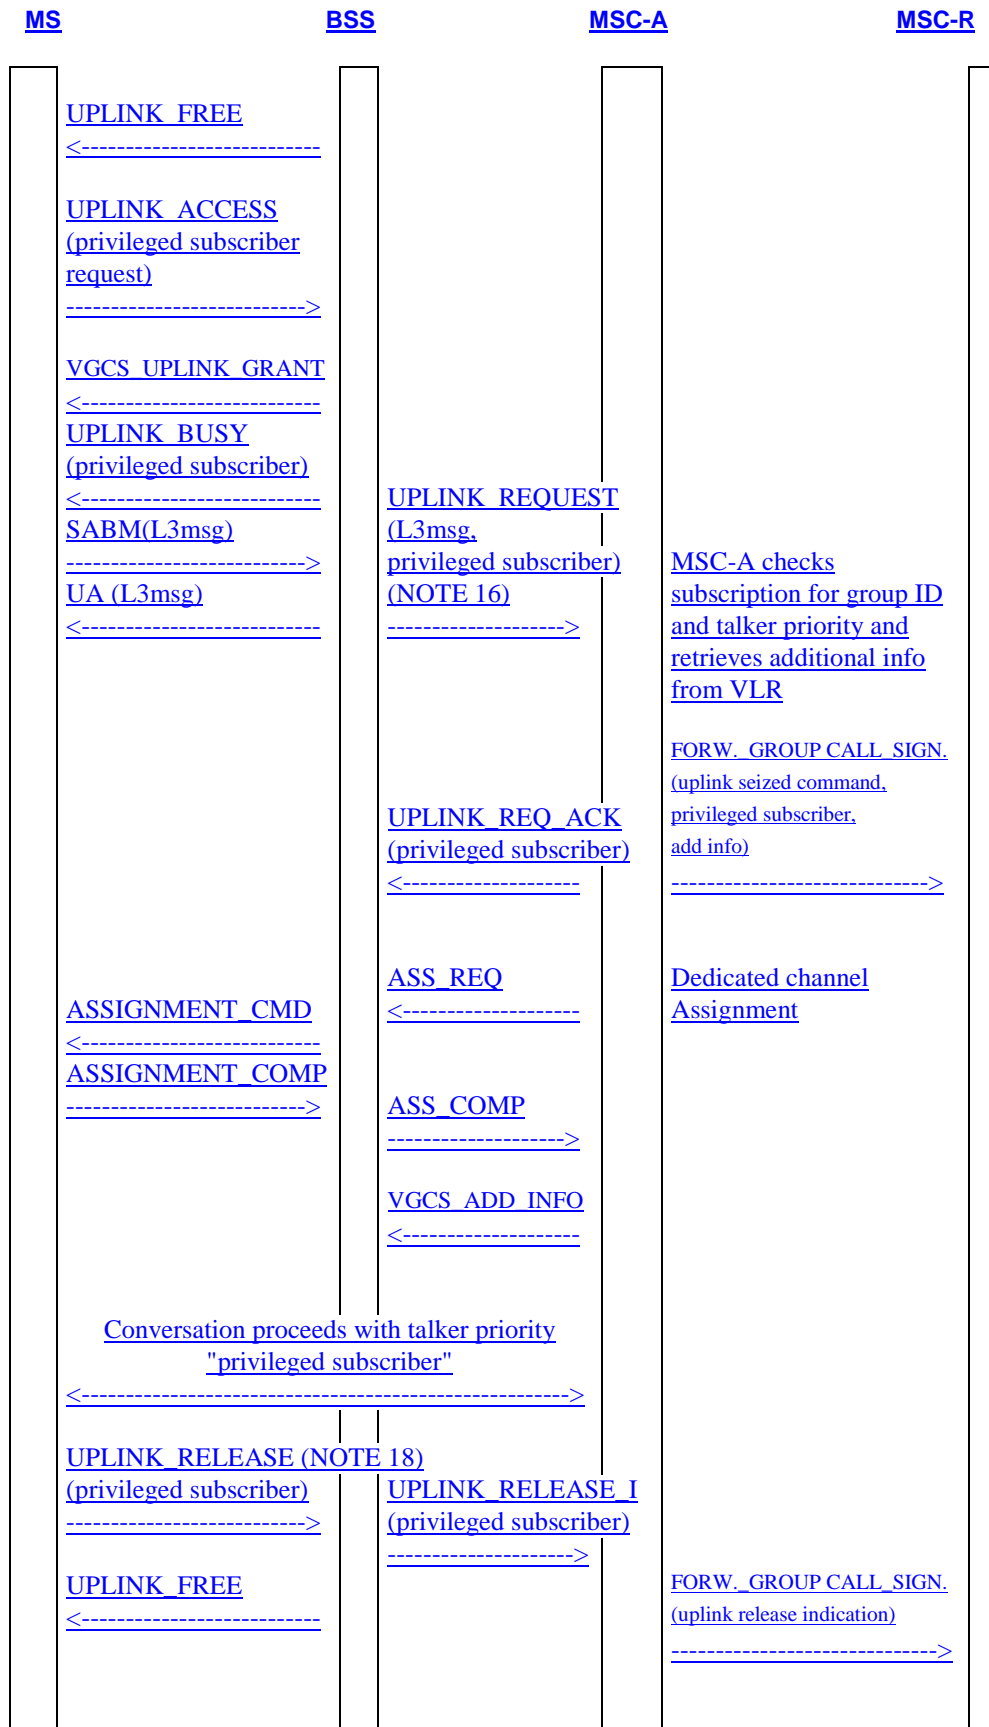 MS BSS MSC-A MSC-R
UPLINK_FREE
<---------------------------
UPLINK_ACCESS
(privileged subscriber
request)
--------------------------->
VGCS_UPLINK_GRANT
<---------------------------
UPLINK_BUSY
(privileged subscriber)
<---------------------------
SABM(L3msg)
--------------------------->
UA (L3msg)
<---------------------------
UPLINK_REQUEST
(L3msg,
privileged subscriber)
(NOTE 16)
-------------------->
MSC-A checks
subscription for group ID
and talker priority and
retrieves additional info
from VLR
FORW._GROUP CALL_SIGN.
(uplink seized command,
privileged subscriber,
add info)
----------------------------->
UPLINK_REQ_ACK
(privileged subscriber)
<--------------------
ASS_REQ
<--------------------
Dedicated channel
Assignment
ASSIGNMENT_CMD
<---------------------------
ASSIGNMENT_COMP
--------------------------->
ASS_COMP
-------------------->
VGCS_ADD_INFO
<--------------------
Conversation proceeds with talker priority
"privileged subscriber"
<------------------------------------------------------->
UPLINK_RELEASE (NOTE 18)
(privileged subscriber)
--------------------------->
UPLINK_RELEASE_I
(privileged subscriber)
--------------------->
UPLINK_FREE
<---------------------------
FORW._GROUP CALL_SIGN.
(uplink release indication)
------------------------------>